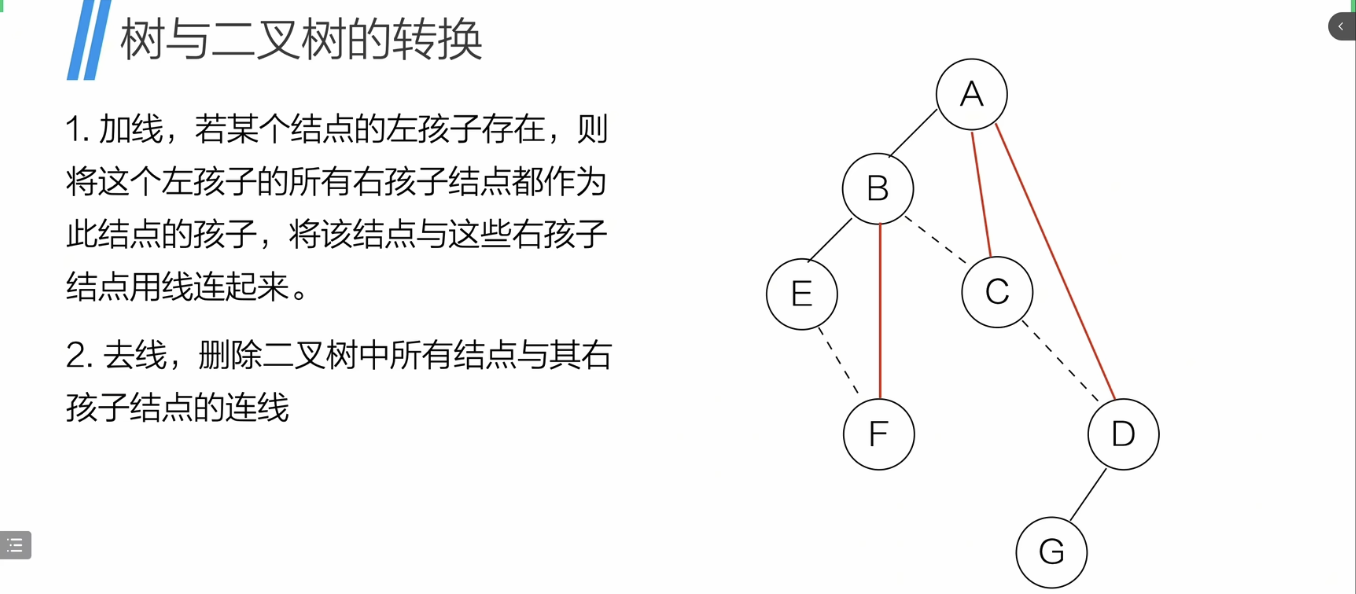 树与二叉树的转换
1. 加线，若某个结点的左孩子存在，则
将这个左孩子的所有右孩子结点都作为
此结点的孩子，将该结点与这些右孩子
结点用线连起来。
2. 去线，删除二叉树中所有结点与其右
孩子结点的连线
A
B
E
C
F
D
G